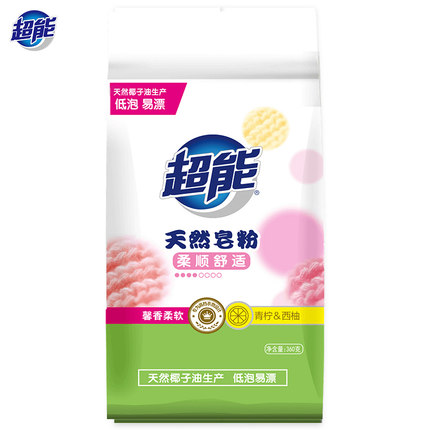 超能
天然椰子油生产
低泡 易漂
超能
®
天然皂粉
柔顺舒适
馨香柔软
青柠&西柚
净含量:360克
天然椰子油生产 低泡易漂